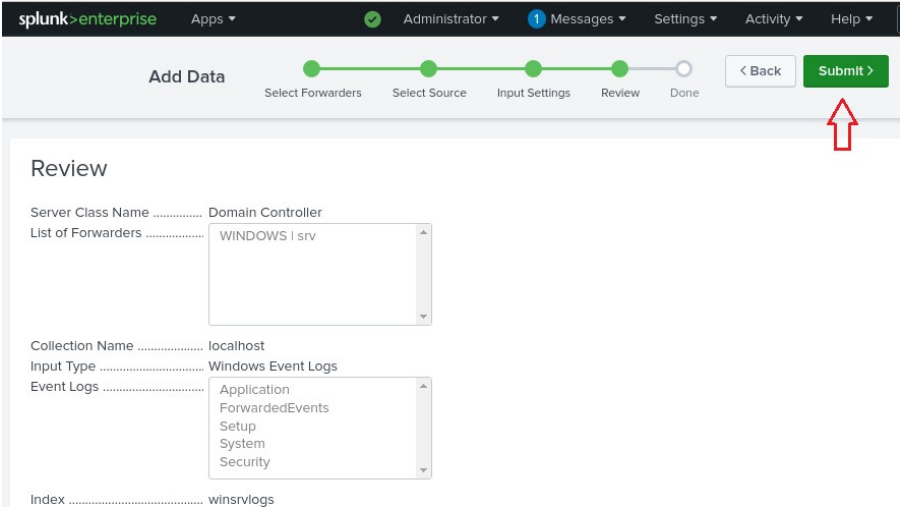 splunk>enterprise Apps ▾ Administrator ▾ 1 Messages ▾ Settings ▾ Activity ▾ Help ▾
Add Data
Select Forwarders Select Source Input Settings Review Done
< Back Submit >
Review
Server Class Name ............... Domain Controller
List of Forwarders .................. WINDOWS | srv
Collection Name .................... localhost
Input Type ................................ Windows Event Logs
Event Logs ............................... Application
ForwardedEvents
Setup
System
Security
Index ......................................... winsrvlogs